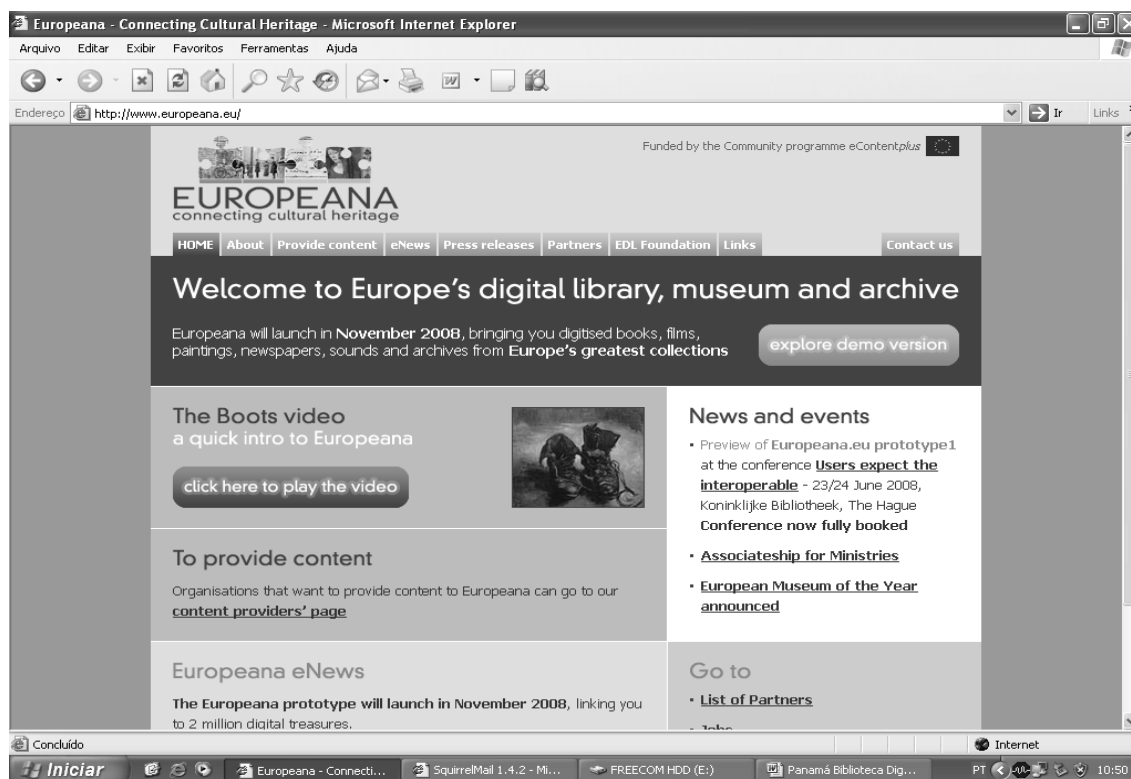 Europeana - Connecting Cultural Heritage - Microsoft Internet Explorer
Arquivo Editar Exibir Favoritos Ferramentas Ajuda
Endereço http://www.europeana.eu/ Ir Links
Funded by the Community programme eContentplus
EUROPEANA
connecting cultural heritage
HOME About Provide content eNews Press releases Partners EDL Foundation Links Contact us
Welcome to Europe's digital library, museum and archive
Europeana will launch in November 2008, bringing you digitised books, films,
paintings, newspapers, sounds and archives from Europe's greatest collections
explore demo version
The Boots video
a quick intro to Europeana
click here to play the video
To provide content
Organisations that want to provide content to Europeana can go to our
content providers' page
Europeana eNews
The Europeana prototype will launch in November 2008, linking you
to 2 million digital treasures.
News and events
• Preview of Europeana.eu prototype1
at the conference Users expect the
interoperable - 23/24 June 2008,
Koninklijke Bibliotheek, The Hague
Conference now fully booked
• Associateship for Ministries
• European Museum of the Year
announced
Go to
• List of Partners
• Jobs
Concluído Internet
Iniciar Europeana - Connecti... SquirrelMail 1.4.2 - Mi... FREECOM HDD (E:) Panamá Biblioteca Dig... PT 10:50